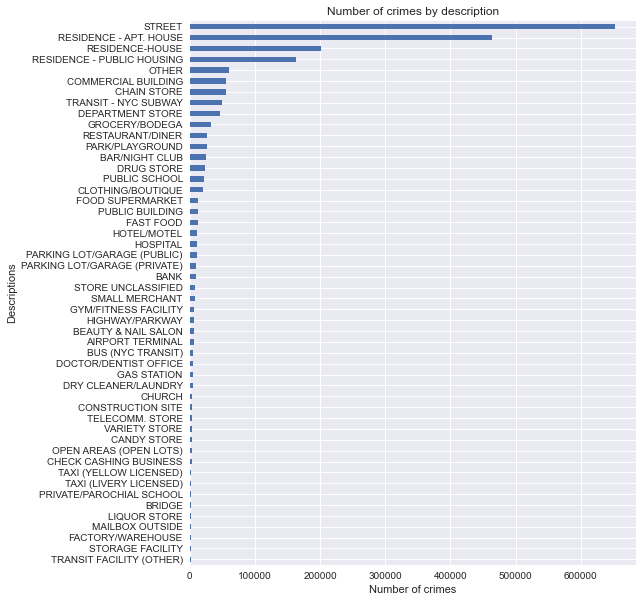 Number of crimes by description
STREET
RESIDENCE - APT. HOUSE
RESIDENCE-HOUSE
RESIDENCE - PUBLIC HOUSING
OTHER
COMMERCIAL BUILDING
CHAIN STORE
TRANSIT - NYC SUBWAY
DEPARTMENT STORE
GROCERY/BODEGA
RESTAURANT/DINER
PARK/PLAYGROUND
BAR/NIGHT CLUB
DRUG STORE
PUBLIC SCHOOL
CLOTHING/BOUTIQUE
FOOD SUPERMARKET
PUBLIC BUILDING
FAST FOOD
HOTEL/MOTEL
HOSPITAL
PARKING LOT/GARAGE (PUBLIC)
PARKING LOT/GARAGE (PRIVATE)
BANK
STORE UNCLASSIFIED
SMALL MERCHANT
GYM/FITNESS FACILITY
HIGHWAY/PARKWAY
BEAUTY & NAIL SALON
AIRPORT TERMINAL
BUS (NYC TRANSIT)
DOCTOR/DENTIST OFFICE
GAS STATION
DRY CLEANER/LAUNDRY
CHURCH
CONSTRUCTION SITE
TELECOMM. STORE
VARIETY STORE
CANDY STORE
OPEN AREAS (OPEN LOTS)
CHECK CASHING BUSINESS
TAXI (YELLOW LICENSED)
TAXI (LIVERY LICENSED)
PRIVATE/PAROCHIAL SCHOOL
BRIDGE
LIQUOR STORE
MAILBOX OUTSIDE
FACTORY/WAREHOUSE
STORAGE FACILITY
TRANSIT FACILITY (OTHER)
Descriptions
0 100000 200000 300000 400000 500000 600000
Number of crimes